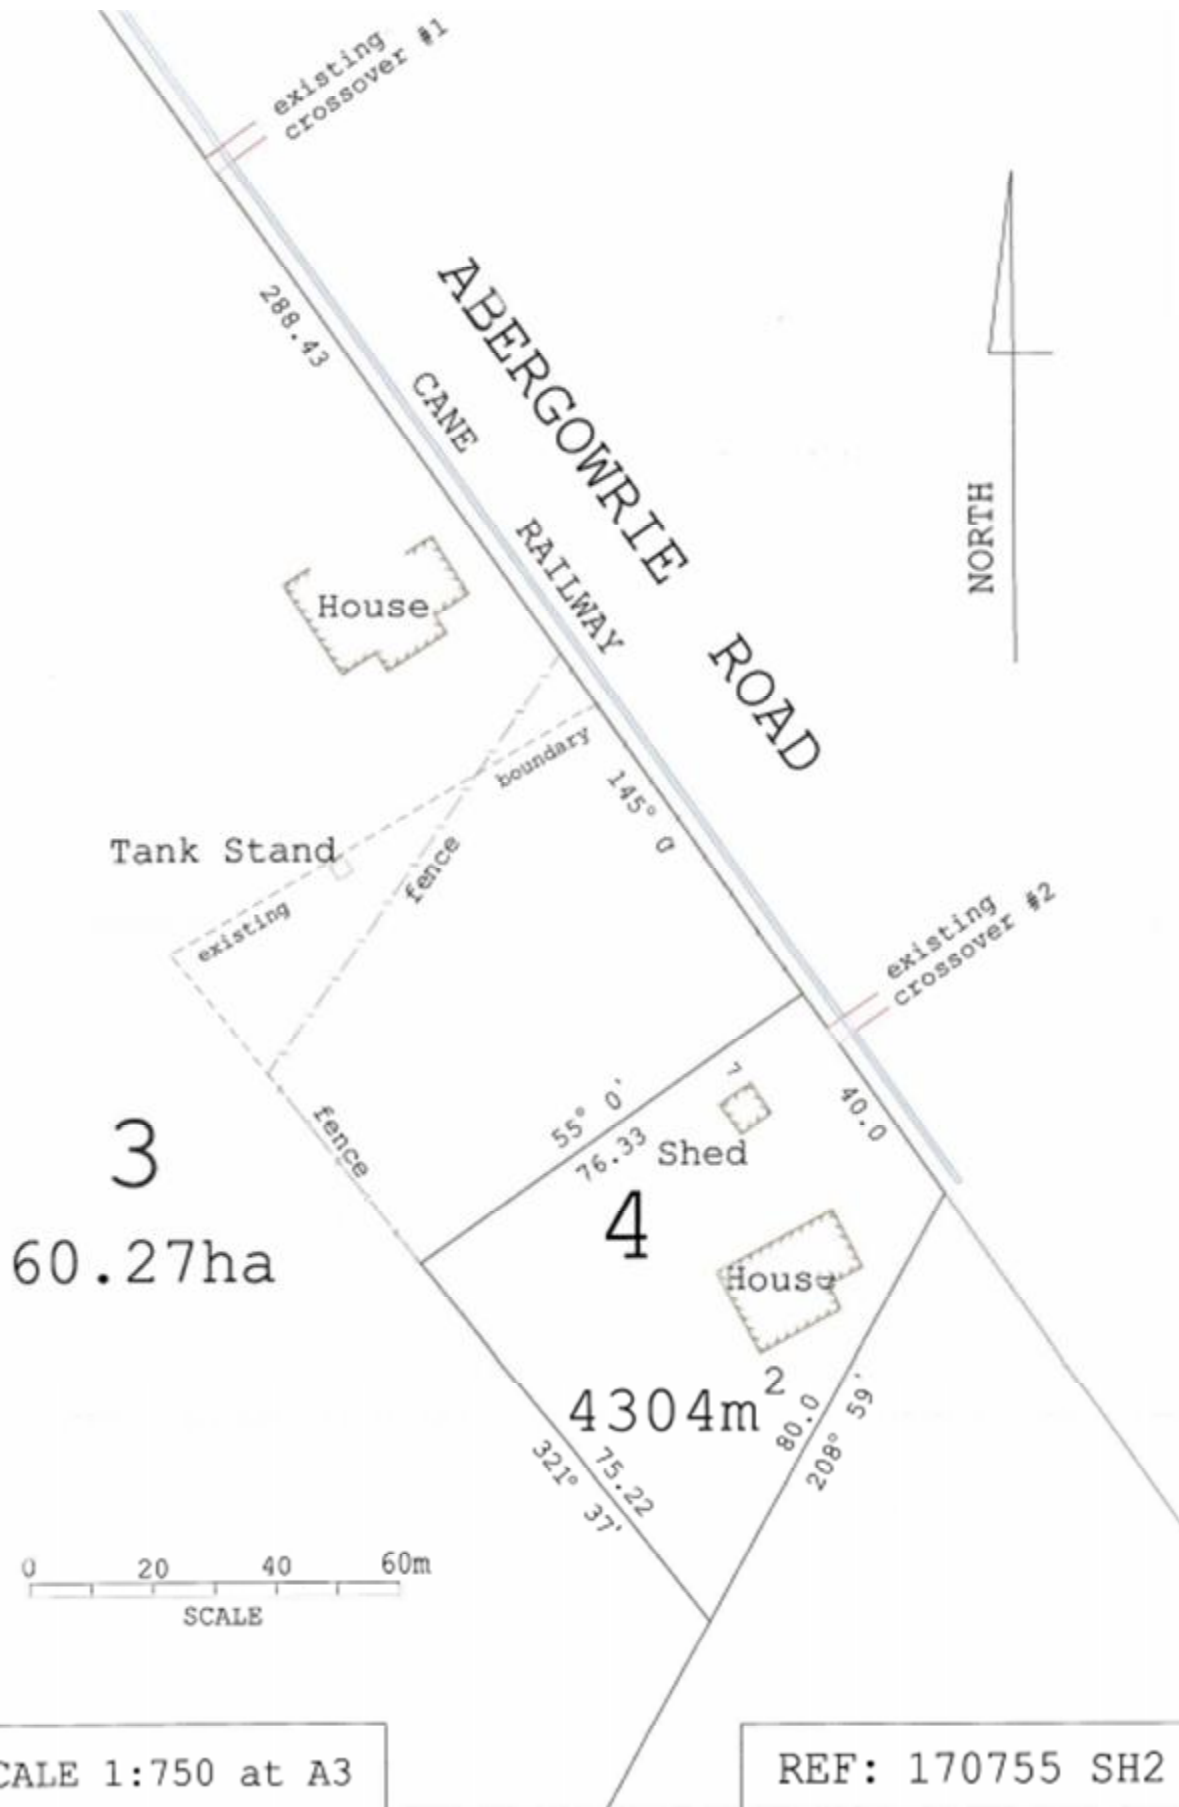 existing
crossover #1
288.43
ABERGOWRIE
ROAD
CANE
RAILWAY
NORTH
House
boundary
145° 0
Tank Stand
fence
existing
existing
crossover #2
fence
3
60.27ha
55° 0'
76.33
7
Shed
40.0
4
House
4304m2
80.0
208° 59'
75.22
321° 37'
0 20 40 60m
SCALE
CALE 1:750 at A3
REF: 170755 SH2